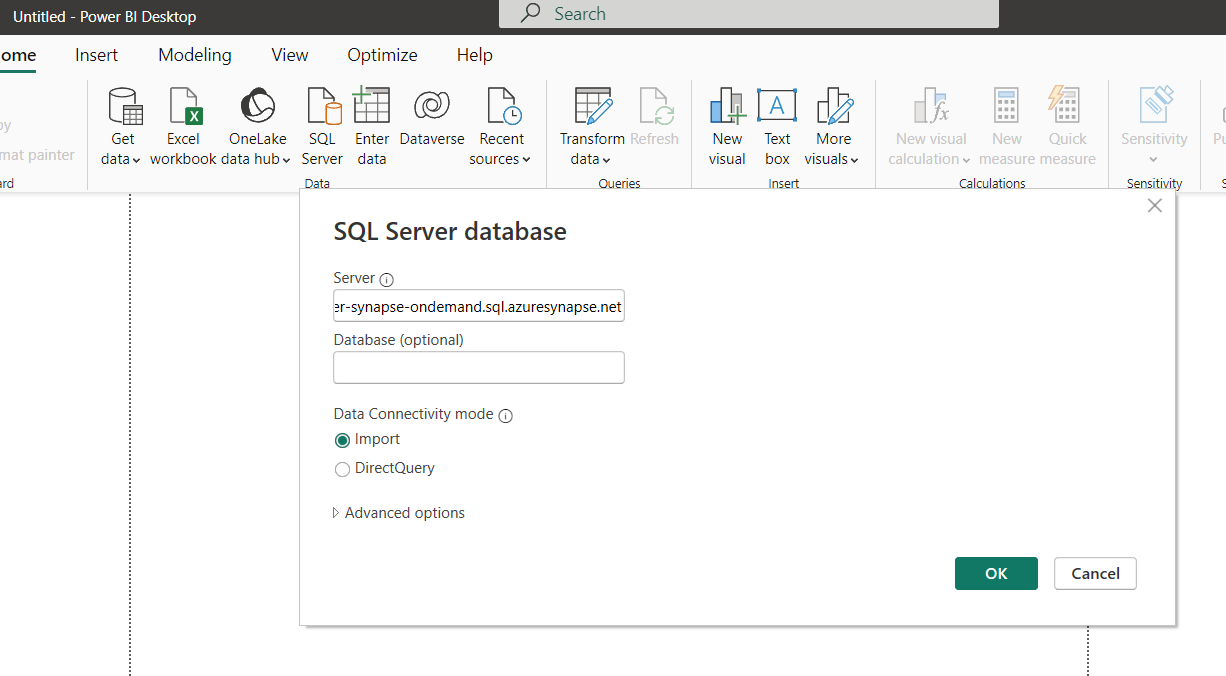 Untitled - Power BI Desktop
Search
ome Insert Modeling View Optimize Help
Get data
Excel workbook
OneLake data hub
SQL Server
Enter data
Dataverse
Recent sources
Transform data
Refresh
New visual
A
Text box
More visuals
fx
New visual calculation
New measure
Quick measure
Sensitivity
mat painter
Data
Queries
Insert
Calculations
Sensitivity
SQL Server database
Server
er-synapse-ondemand.sql.azuresynapse.net
Database (optional)
Data Connectivity mode
Import
DirectQuery
Advanced options
OK Cancel